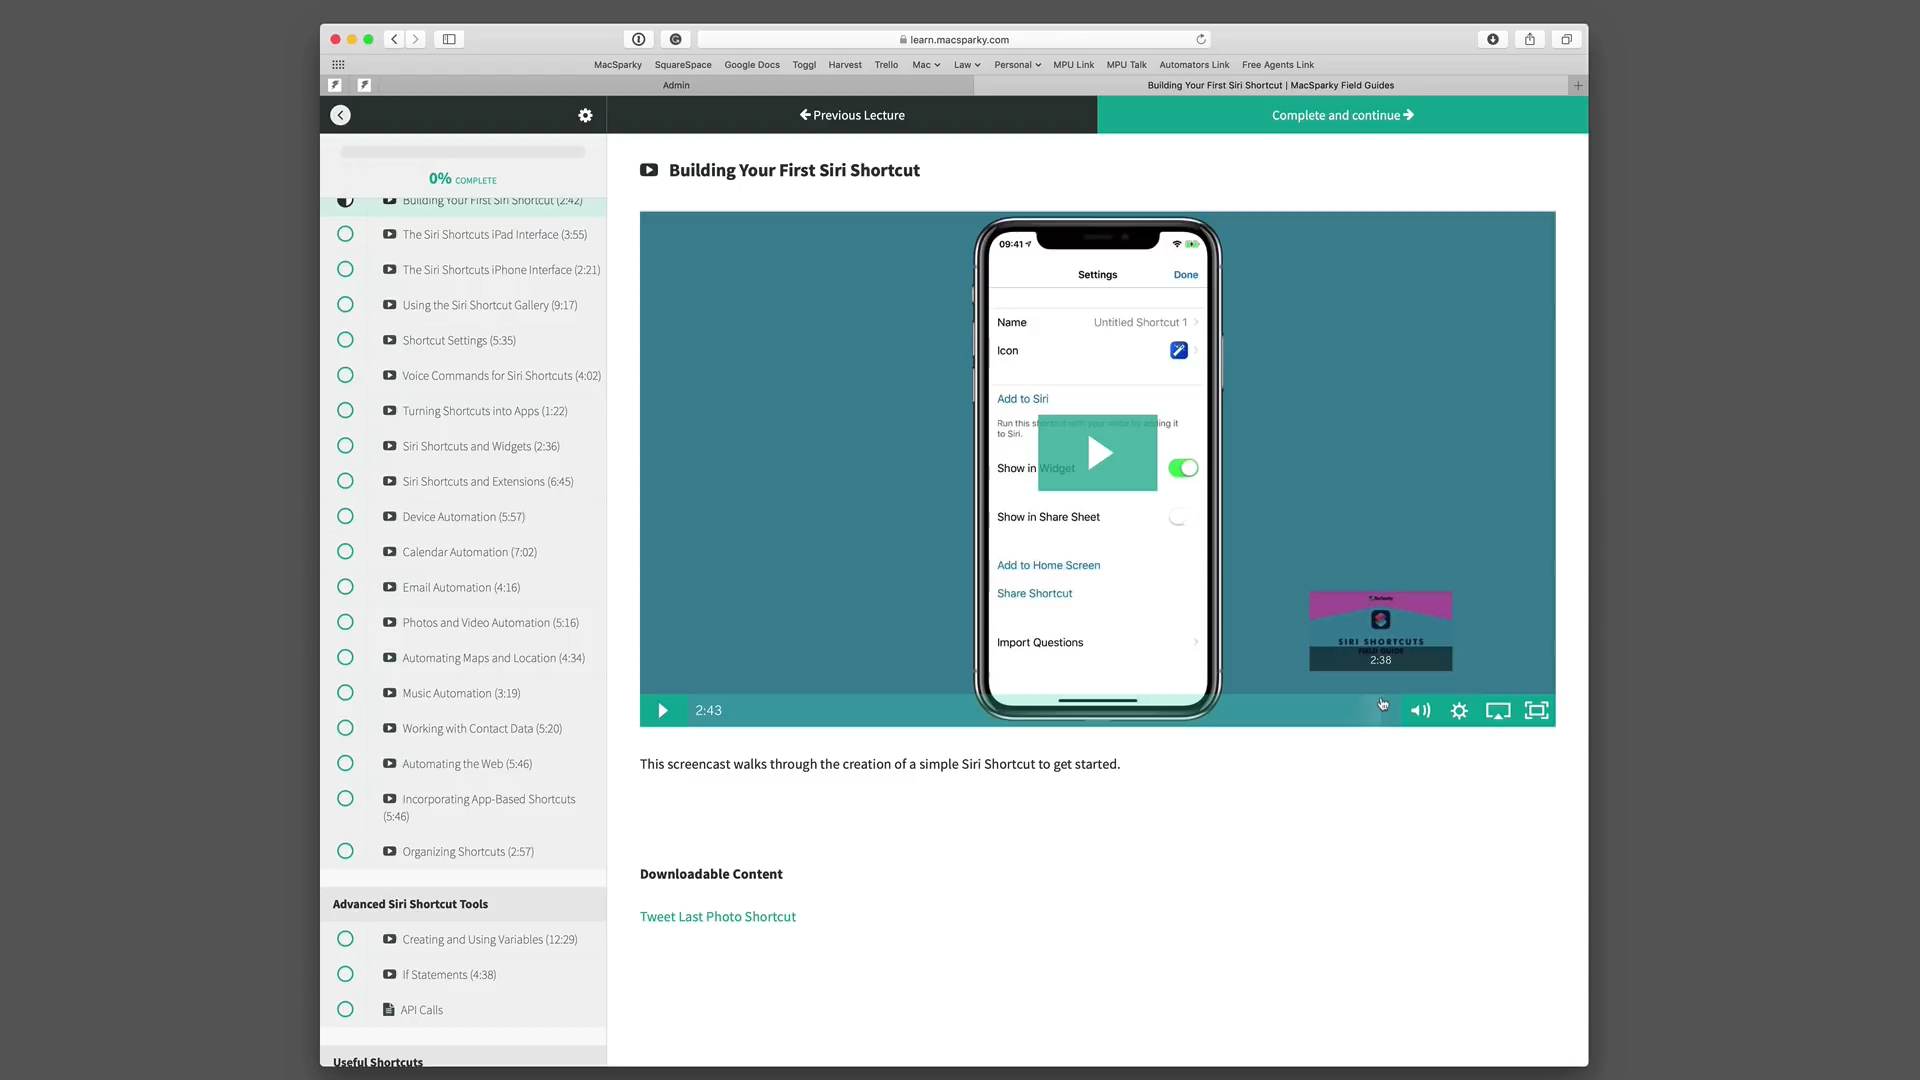 learn.macsparky.com
MacSparky SquareSpace Google Docs Toggl Harvest Trello Mac Law Personal MPU Link MPU Talk Automators Link Free Agents Link
Admin
Building Your First Siri Shortcut | MacSparky Field Guides
Previous Lecture
Complete and continue
0% COMPLETE
Building Your First Siri Shortcut (2:42)
The Siri Shortcuts iPad Interface (3:55)
The Siri Shortcuts iPhone Interface (2:21)
Using the Siri Shortcut Gallery (9:17)
Shortcut Settings (5:35)
Voice Commands for Siri Shortcuts (4:02)
Turning Shortcuts into Apps (1:22)
Siri Shortcuts and Widgets (2:36)
Siri Shortcuts and Extensions (6:45)
Device Automation (5:57)
Calendar Automation (7:02)
Email Automation (4:16)
Photos and Video Automation (5:16)
Automating Maps and Location (4:34)
Music Automation (3:19)
Working with Contact Data (5:20)
Automating the Web (5:46)
Incorporating App-Based Shortcuts
(5:46)
Organizing Shortcuts (2:57)
Advanced Siri Shortcut Tools
Creating and Using Variables (12:29)
If Statements (4:38)
API Calls
Useful Shortcuts
Building Your First Siri Shortcut
09:41
Settings
Done
Name
Untitled Shortcut 1
Icon
Add to Siri
Run this shortcut with your voice by adding it
to Siri.
Show in Widget
Show in Share Sheet
Add to Home Screen
Share Shortcut
Import Questions
MacSparky
SIRI SHORTCUTS
FIELD GUIDE
2:38
2:43
This screencast walks through the creation of a simple Siri Shortcut to get started.
Downloadable Content
Tweet Last Photo Shortcut